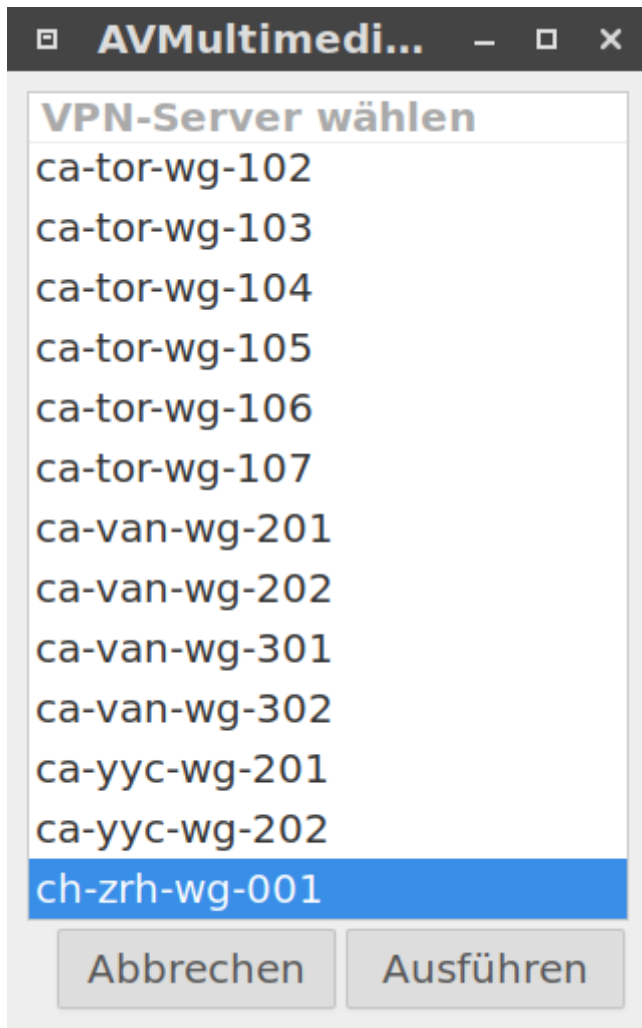 AVMultimedi...
VPN-Server wählen
ca-tor-wg-102
ca-tor-wg-103
ca-tor-wg-104
ca-tor-wg-105
ca-tor-wg-106
ca-tor-wg-107
ca-van-wg-201
ca-van-wg-202
ca-van-wg-301
ca-van-wg-302
ca-yyc-wg-201
ca-yyc-wg-202
ch-zrh-wg-001
Abbrechen Ausführen